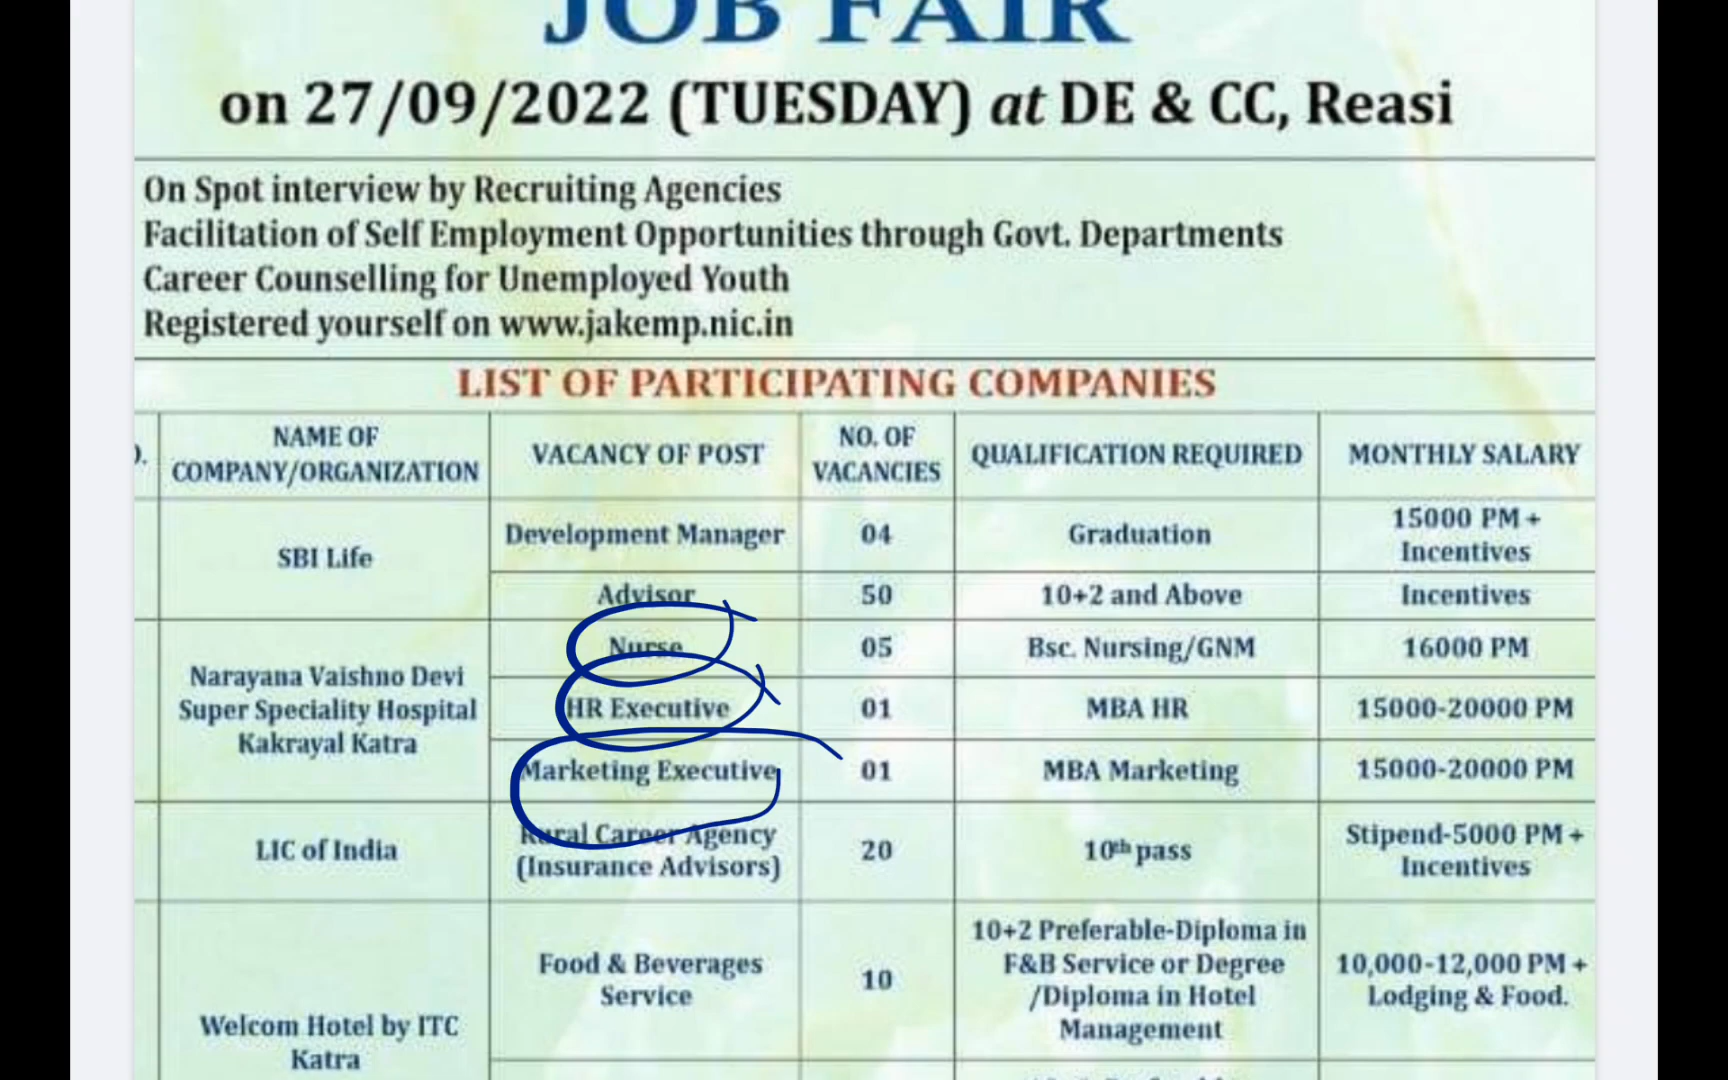 JOB FAIR
on 27/09/2022 (TUESDAY) at DE & CC, Reasi
On Spot interview by Recruiting Agencies
Facilitation of Self Employment Opportunities through Govt. Departments
Career Counselling for Unemployed Youth
Registered yourself on www.jakemp.nic.in
LIST OF PARTICIPATING COMPANIES
NAME OF COMPANY/ORGANIZATION VACANCY OF POST NO. OF VACANCIES QUALIFICATION REQUIRED MONTHLY SALARY
SBI Life Development Manager 04 Graduation 15000 PM + Incentives
Advisor 50 10+2 and Above Incentives
Narayana Vaishno Devi Super Speciality Hospital Kakrayal Katra Nurse 05 Bsc. Nursing/GNM 16000 PM
HR Executive 01 MBA HR 15000-20000 PM
Marketing Executive 01 MBA Marketing 15000-20000 PM
LIC of India Rural Career Agency (Insurance Advisors) 20 10th pass Stipend-5000 PM + Incentives
Welcom Hotel by ITC Katra Food & Beverages Service 10 10+2 Preferable-Diploma in F&B Service or Degree /Diploma in Hotel Management 10,000-12,000 PM + Lodging & Food.